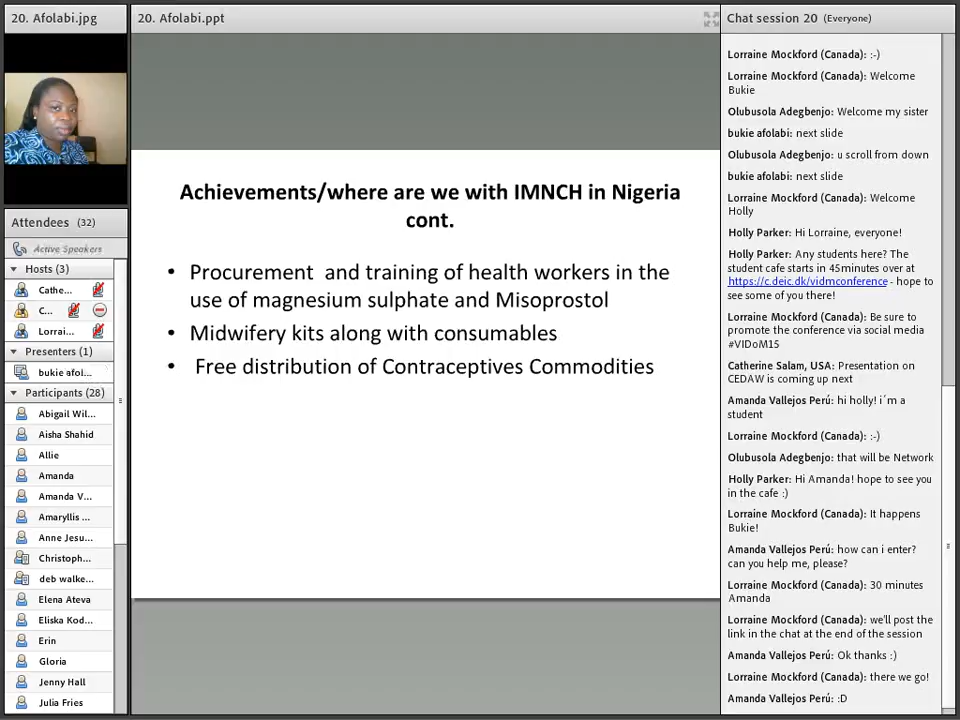 20. Afolabi.jpg
Attendees (32)
Active Speakers
Hosts (3)
Cathe...
C...
Lorrai...
Presenters (1)
bukie afol...
Participants (28)
Abigail Wil...
Aisha Shahid
Allie
Amanda
Amanda V...
Amaryllis ...
Anne Jesu...
Christoph...
deb walke...
Elena Ateva
Eliska Kod...
Erin
Gloria
Jenny Hall
Julia Fries
20. Afolabi.ppt
Achievements/where are we with IMNCH in Nigeria
cont.
• Procurement and training of health workers in the
use of magnesium sulphate and Misoprostol
• Midwifery kits along with consumables
• Free distribution of Contraceptives Commodities
Chat session 20 (Everyone)
Lorraine Mockford (Canada): :-)
Lorraine Mockford (Canada): Welcome
Bukie
Olubusola Adegbenjo: Welcome my sister
bukie afolabi: next slide
Olubusola Adegbenjo: u scroll from down
bukie afolabi: next slide
Lorraine Mockford (Canada): Welcome
Holly
Holly Parker: Hi Lorraine, everyone!
Holly Parker: Any students here? The
student cafe starts in 45minutes over at
https://c.deic.dk/vidmconference - hope to
see some of you there!
Lorraine Mockford (Canada): Be sure to
promote the conference via social media
#VIDoM15
Catherine Salam, USA: Presentation on
CEDAW is coming up next
Amanda Vallejos Perú: hi holly! i´m a
student
Lorraine Mockford (Canada): :-)
Olubusola Adegbenjo: that will be Network
Holly Parker: Hi Amanda! hope to see you
in the cafe :)
Lorraine Mockford (Canada): It happens
Bukie!
Amanda Vallejos Perú: how can i enter?
can you help me, please?
Lorraine Mockford (Canada): 30 minutes
Amanda
Lorraine Mockford (Canada): we'll post the
link in the chat at the end of the session
Amanda Vallejos Perú: Ok thanks :)
Lorraine Mockford (Canada): there we go!
Amanda Vallejos Perú: :D